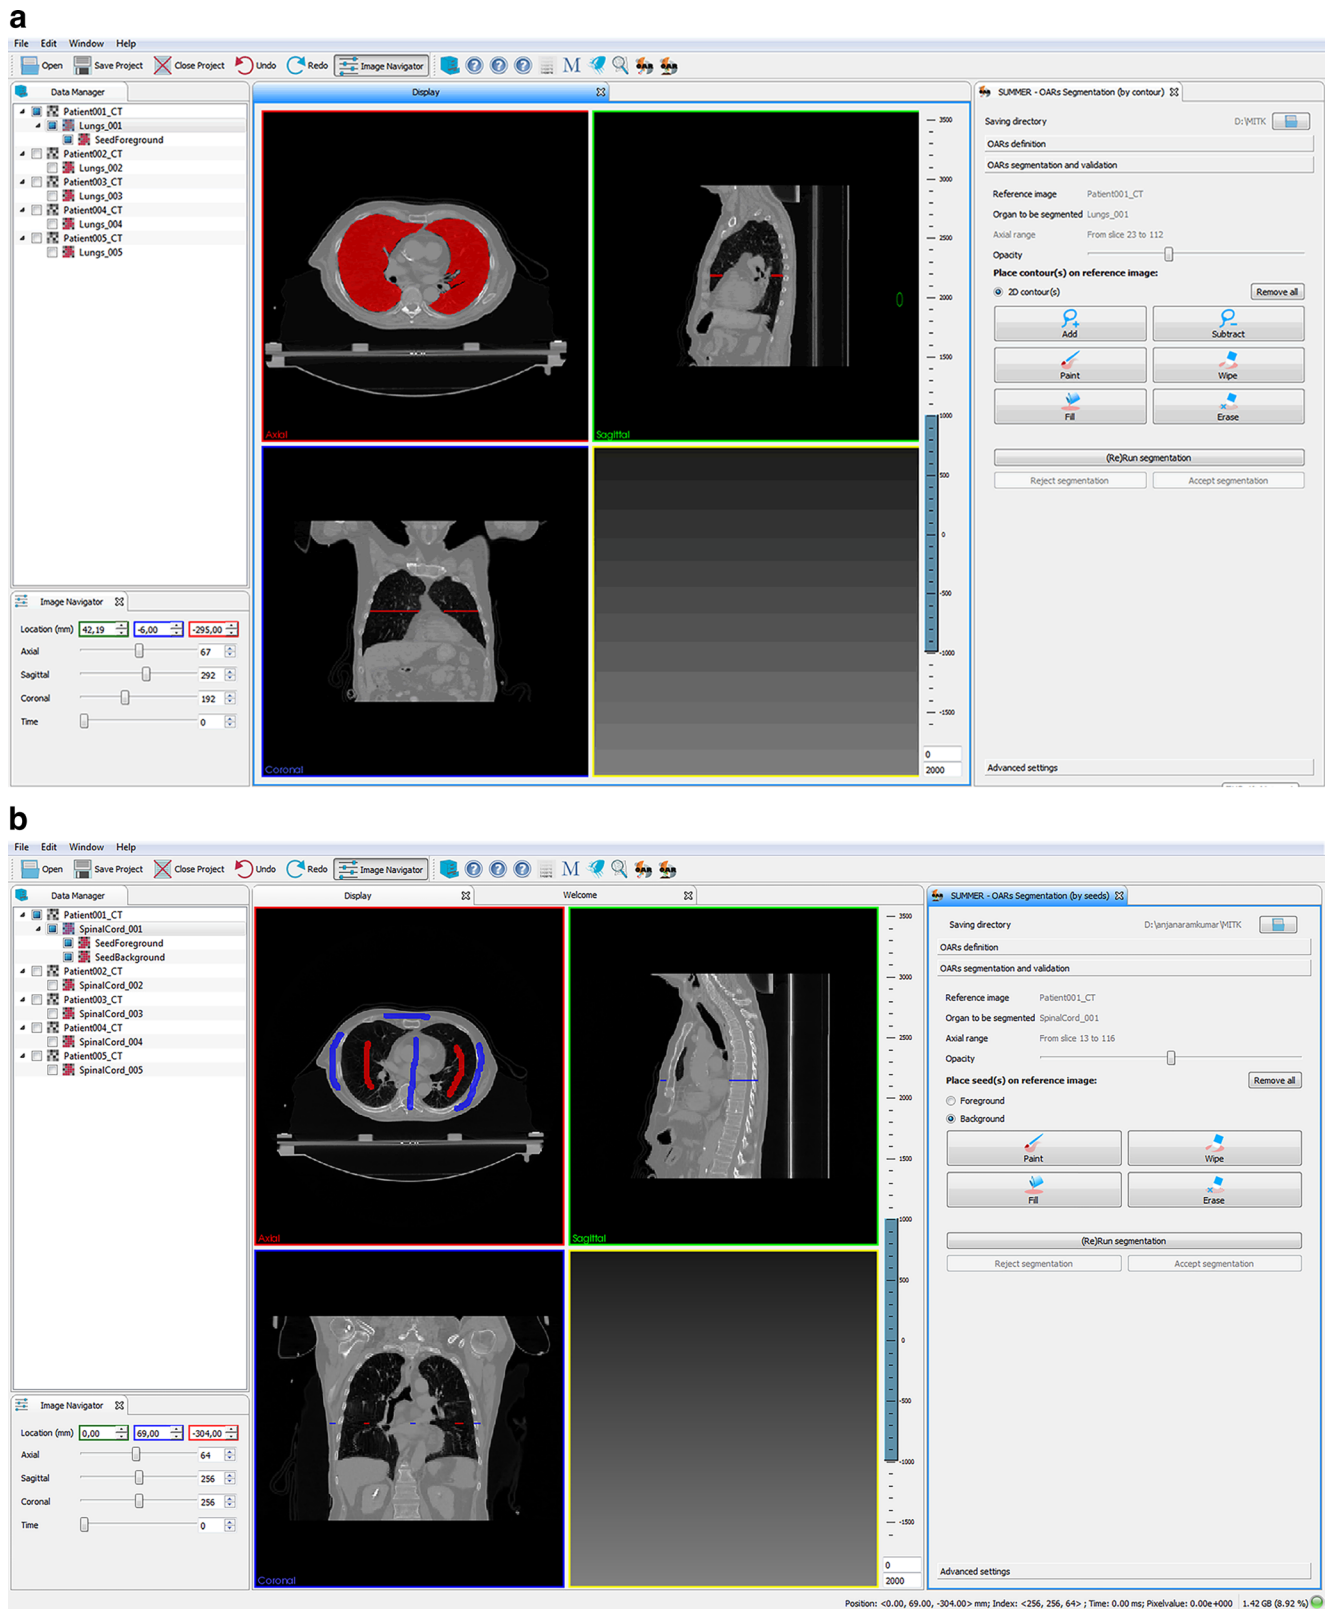 a
File Edit Window Help
Open Save Project Close Project Undo Redo Image Navigator M
Data Manager
Patient001_CT
Lungs_001
SeedForeground
Patient002_CT
Lungs_002
Patient003_CT
Lungs_003
Patient004_CT
Lungs_004
Patient005_CT
Lungs_005
Image Navigator
Location (mm) 42,19 -6,00 -295,00
Axial 67
Sagittal 292
Coronal 192
Time 0
Display
Axial
Sagittal
Coronal
3500
3000
2500
2000
1500
1000
500
0
-500
-1000
-1500
0
2000
SUMMER - OARs Segmentation (by contour)
Saving directory D:\MITK
OARs definition
OARs segmentation and validation
Reference image Patient001_CT
Organ to be segmented Lungs_001
Axial range From slice 23 to 112
Opacity
Place contour(s) on reference image:
2D contour(s) Remove all
Add Subtract
Paint Wipe
Fill Erase
(Re)Run segmentation
Reject segmentation Accept segmentation
Advanced settings
b
File Edit Window Help
Open Save Project Close Project Undo Redo Image Navigator M
Data Manager
Patient001_CT
SpinalCord_001
SeedForeground
SeedBackground
Patient002_CT
SpinalCord_002
Patient003_CT
SpinalCord_003
Patient004_CT
SpinalCord_004
Patient005_CT
SpinalCord_005
Image Navigator
Location (mm) 0,00 69,00 -304,00
Axial 64
Sagittal 256
Coronal 256
Time 0
Display Welcome
Axial
Sagittal
Coronal
3500
3000
2500
2000
1500
1000
500
0
-500
-1000
-1500
0
2000
SUMMER - OARs Segmentation (by seeds)
Saving directory D:\anjanaramkumar\MITK
OARs definition
OARs segmentation and validation
Reference image Patient001_CT
Organ to be segmented SpinalCord_001
Axial range From slice 13 to 116
Opacity
Place seed(s) on reference image: Remove all
Foreground
Background
Paint Wipe
Fill Erase
(Re)Run segmentation
Reject segmentation Accept segmentation
Advanced settings
Position: <0.00, 69.00, -304.00> mm; Index: <256, 256, 64> ; Time: 0.00 ms; Pixelvalue: 0.00e+000 1.42 GB (8.92 %)